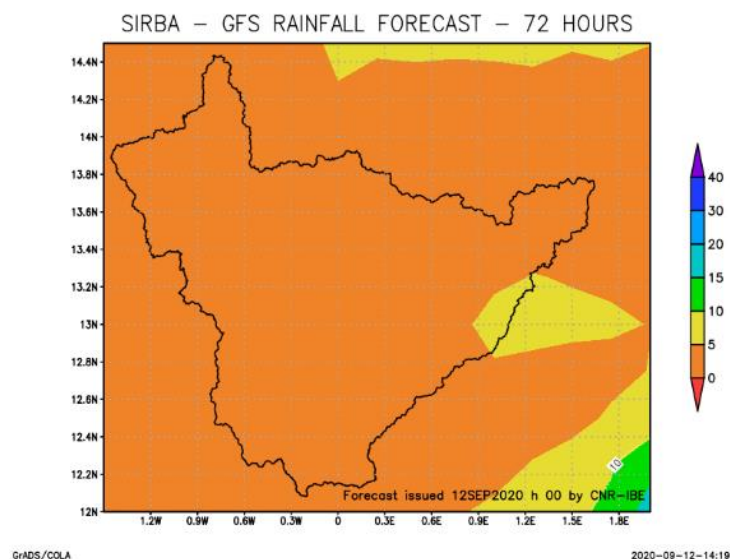 SIRBA – GFS RAINFALL FORECAST – 72 HOURS
14.4N
14.2N
14N
13.8N
13.6N
13.4N
13.2N
13N
12.8N
12.6N
12.4N
12.2N
12N
1.2W 0.9W 0.6W 0.3W 0 0.3E 0.6E 0.9E 1.2E 1.5E 1.8E
10
Forecast issued 12SEP2020 h 00 by CNR-IBE
40
30
20
15
10
5
0
GrADS/COLA
2020-09-12-14:19